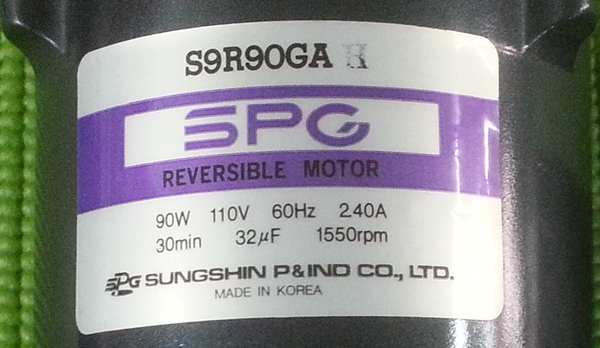 S9R90GA H
SPG
REVERSIBLE MOTOR
90W 110V 60Hz 2.40A
30min 32μF 1550rpm
SPG SUNGSHIN P&IND CO., LTD.
MADE IN KOREA